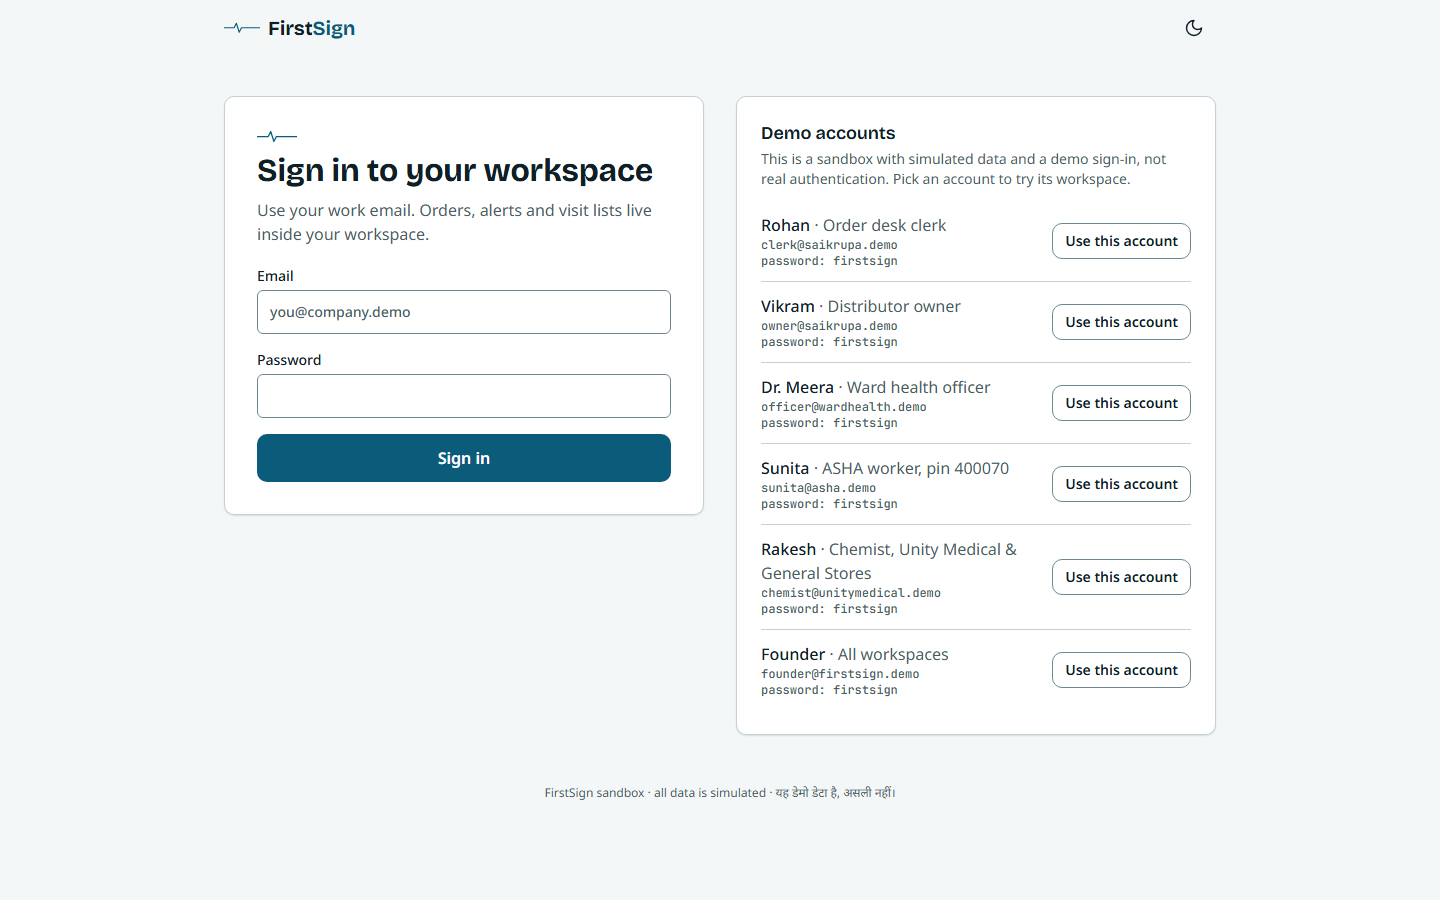 FirstSign
Sign in to your workspace
Use your work email. Orders, alerts and visit lists live
inside your workspace.
Email
you@company.demo
Password
Sign in
Demo accounts
This is a sandbox with simulated data and a demo sign-in, not
real authentication. Pick an account to try its workspace.
Rohan · Order desk clerk
clerk@saikrupa.demo
password: firstsign
Use this account
Vikram · Distributor owner
owner@saikrupa.demo
password: firstsign
Use this account
Dr. Meera · Ward health officer
officer@wardhealth.demo
password: firstsign
Use this account
Sunita · ASHA worker, pin 400070
sunita@asha.demo
password: firstsign
Use this account
Rakesh · Chemist, Unity Medical &
General Stores
chemist@unitymedical.demo
password: firstsign
Use this account
Founder · All workspaces
founder@firstsign.demo
password: firstsign
Use this account
FirstSign sandbox · all data is simulated · यह डेमो डेटा है, असली नहीं।